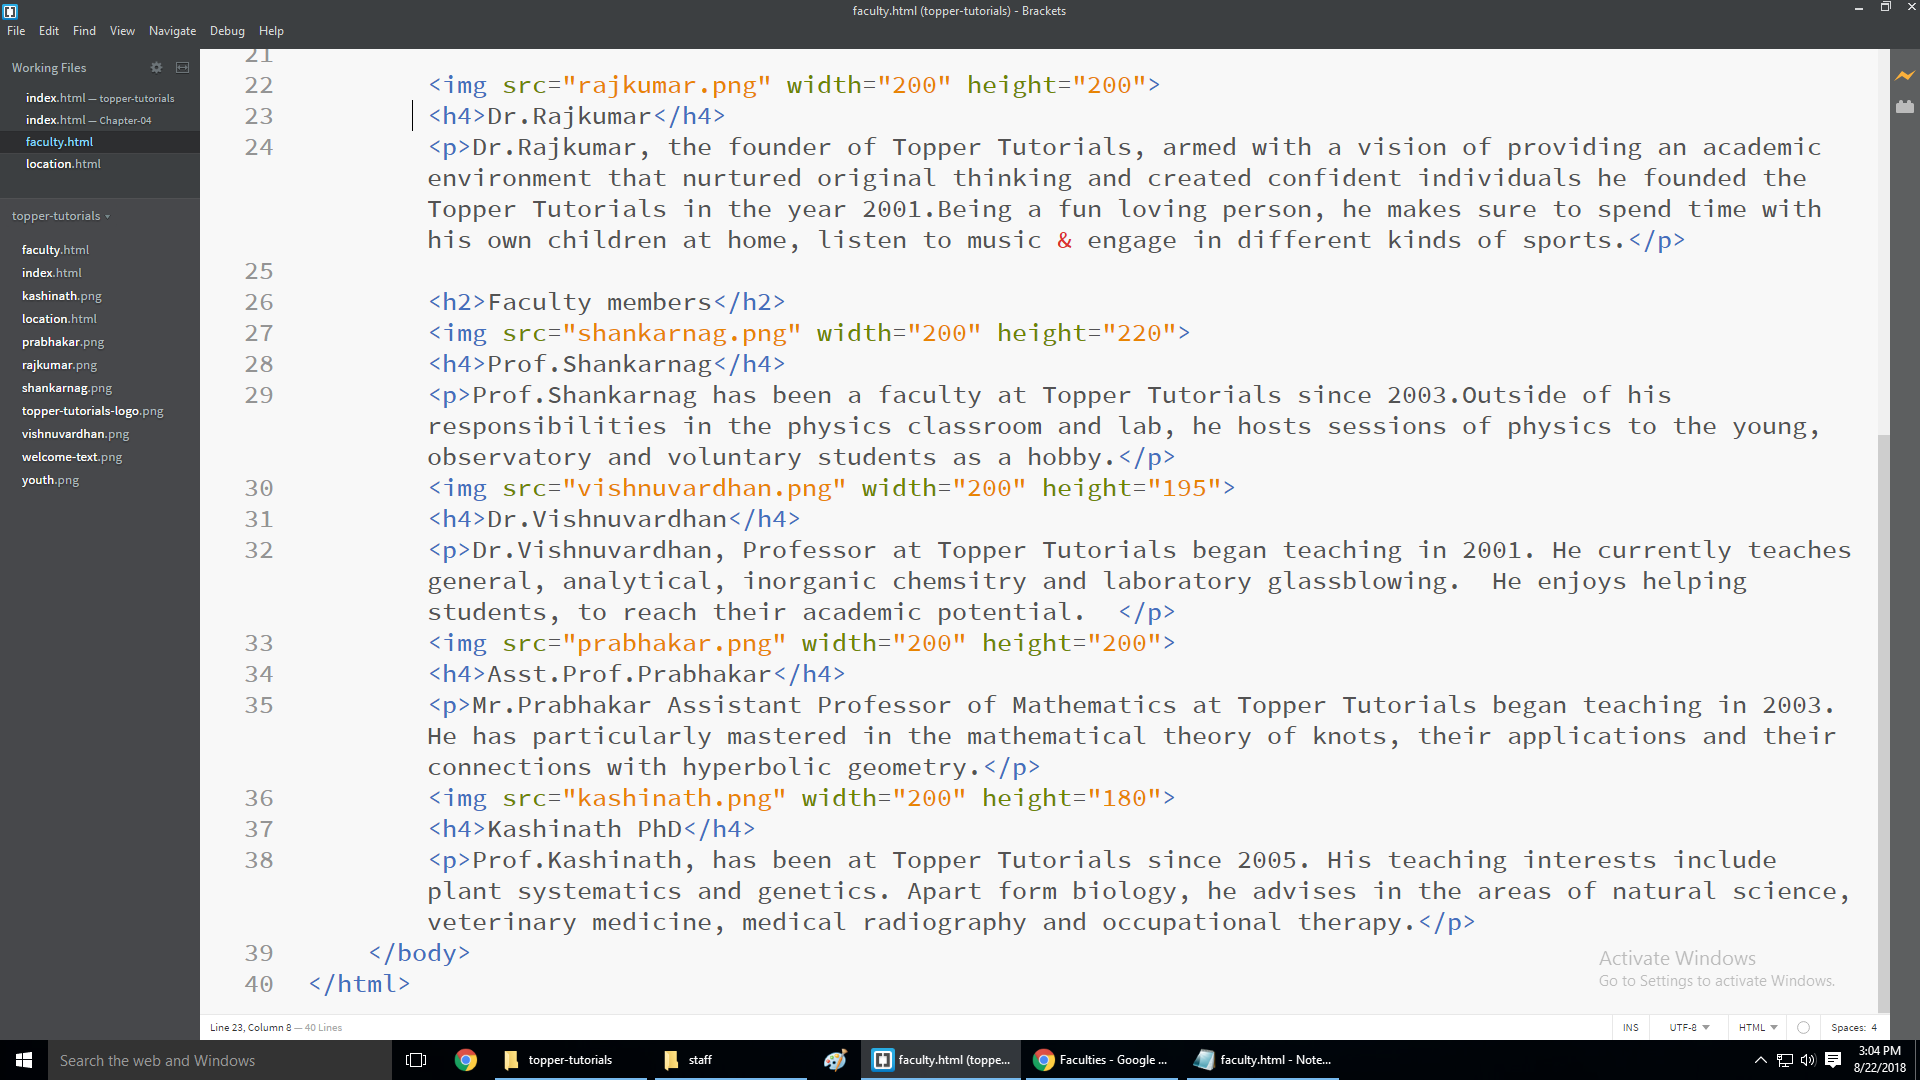 faculty.html (topper-tutorials) - Brackets
File Edit Find View Navigate Debug Help
Working Files
index.html — topper-tutorials
index.html — Chapter-04
faculty.html
location.html
topper-tutorials
faculty.html
index.html
kashinath.png
location.html
prabhakar.png
rajkumar.png
shankarnag.png
topper-tutorials-logo.png
vishnuvardhan.png
welcome-text.png
youth.png
21
22 <img src="rajkumar.png" width="200" height="200">
23 <h4>Dr.Rajkumar</h4>
24 <p>Dr.Rajkumar, the founder of Topper Tutorials, armed with a vision of providing an academic
environment that nurtured original thinking and created confident individuals he founded the
Topper Tutorials in the year 2001.Being a fun loving person, he makes sure to spend time with
his own children at home, listen to music & engage in different kinds of sports.</p>
25
26 <h2>Faculty members</h2>
27 <img src="shankarnag.png" width="200" height="220">
28 <h4>Prof.Shankarnag</h4>
29 <p>Prof.Shankarnag has been a faculty at Topper Tutorials since 2003.Outside of his
responsibilities in the physics classroom and lab, he hosts sessions of physics to the young,
observatory and voluntary students as a hobby.</p>
30 <img src="vishnuvardhan.png" width="200" height="195">
31 <h4>Dr.Vishnuvardhan</h4>
32 <p>Dr.Vishnuvardhan, Professor at Topper Tutorials began teaching in 2001. He currently teaches
general, analytical, inorganic chemsitry and laboratory glassblowing.  He enjoys helping
students, to reach their academic potential.  </p>
33 <img src="prabhakar.png" width="200" height="200">
34 <h4>Asst.Prof.Prabhakar</h4>
35 <p>Mr.Prabhakar Assistant Professor of Mathematics at Topper Tutorials began teaching in 2003.
He has particularly mastered in the mathematical theory of knots, their applications and their
connections with hyperbolic geometry.</p>
36 <img src="kashinath.png" width="200" height="180">
37 <h4>Kashinath PhD</h4>
38 <p>Prof.Kashinath, has been at Topper Tutorials since 2005. His teaching interests include
plant systematics and genetics. Apart form biology, he advises in the areas of natural science,
veterinary medicine, medical radiography and occupational therapy.</p>
39 </body>
40 </html>
Activate Windows
Go to Settings to activate Windows.
Line 23, Column 8 — 40 Lines
INS UTF-8 HTML Spaces: 4
Search the web and Windows
topper-tutorials
staff
faculty.html (toppe...
Faculties - Google ...
faculty.html - Note...
3:04 PM
8/22/2018